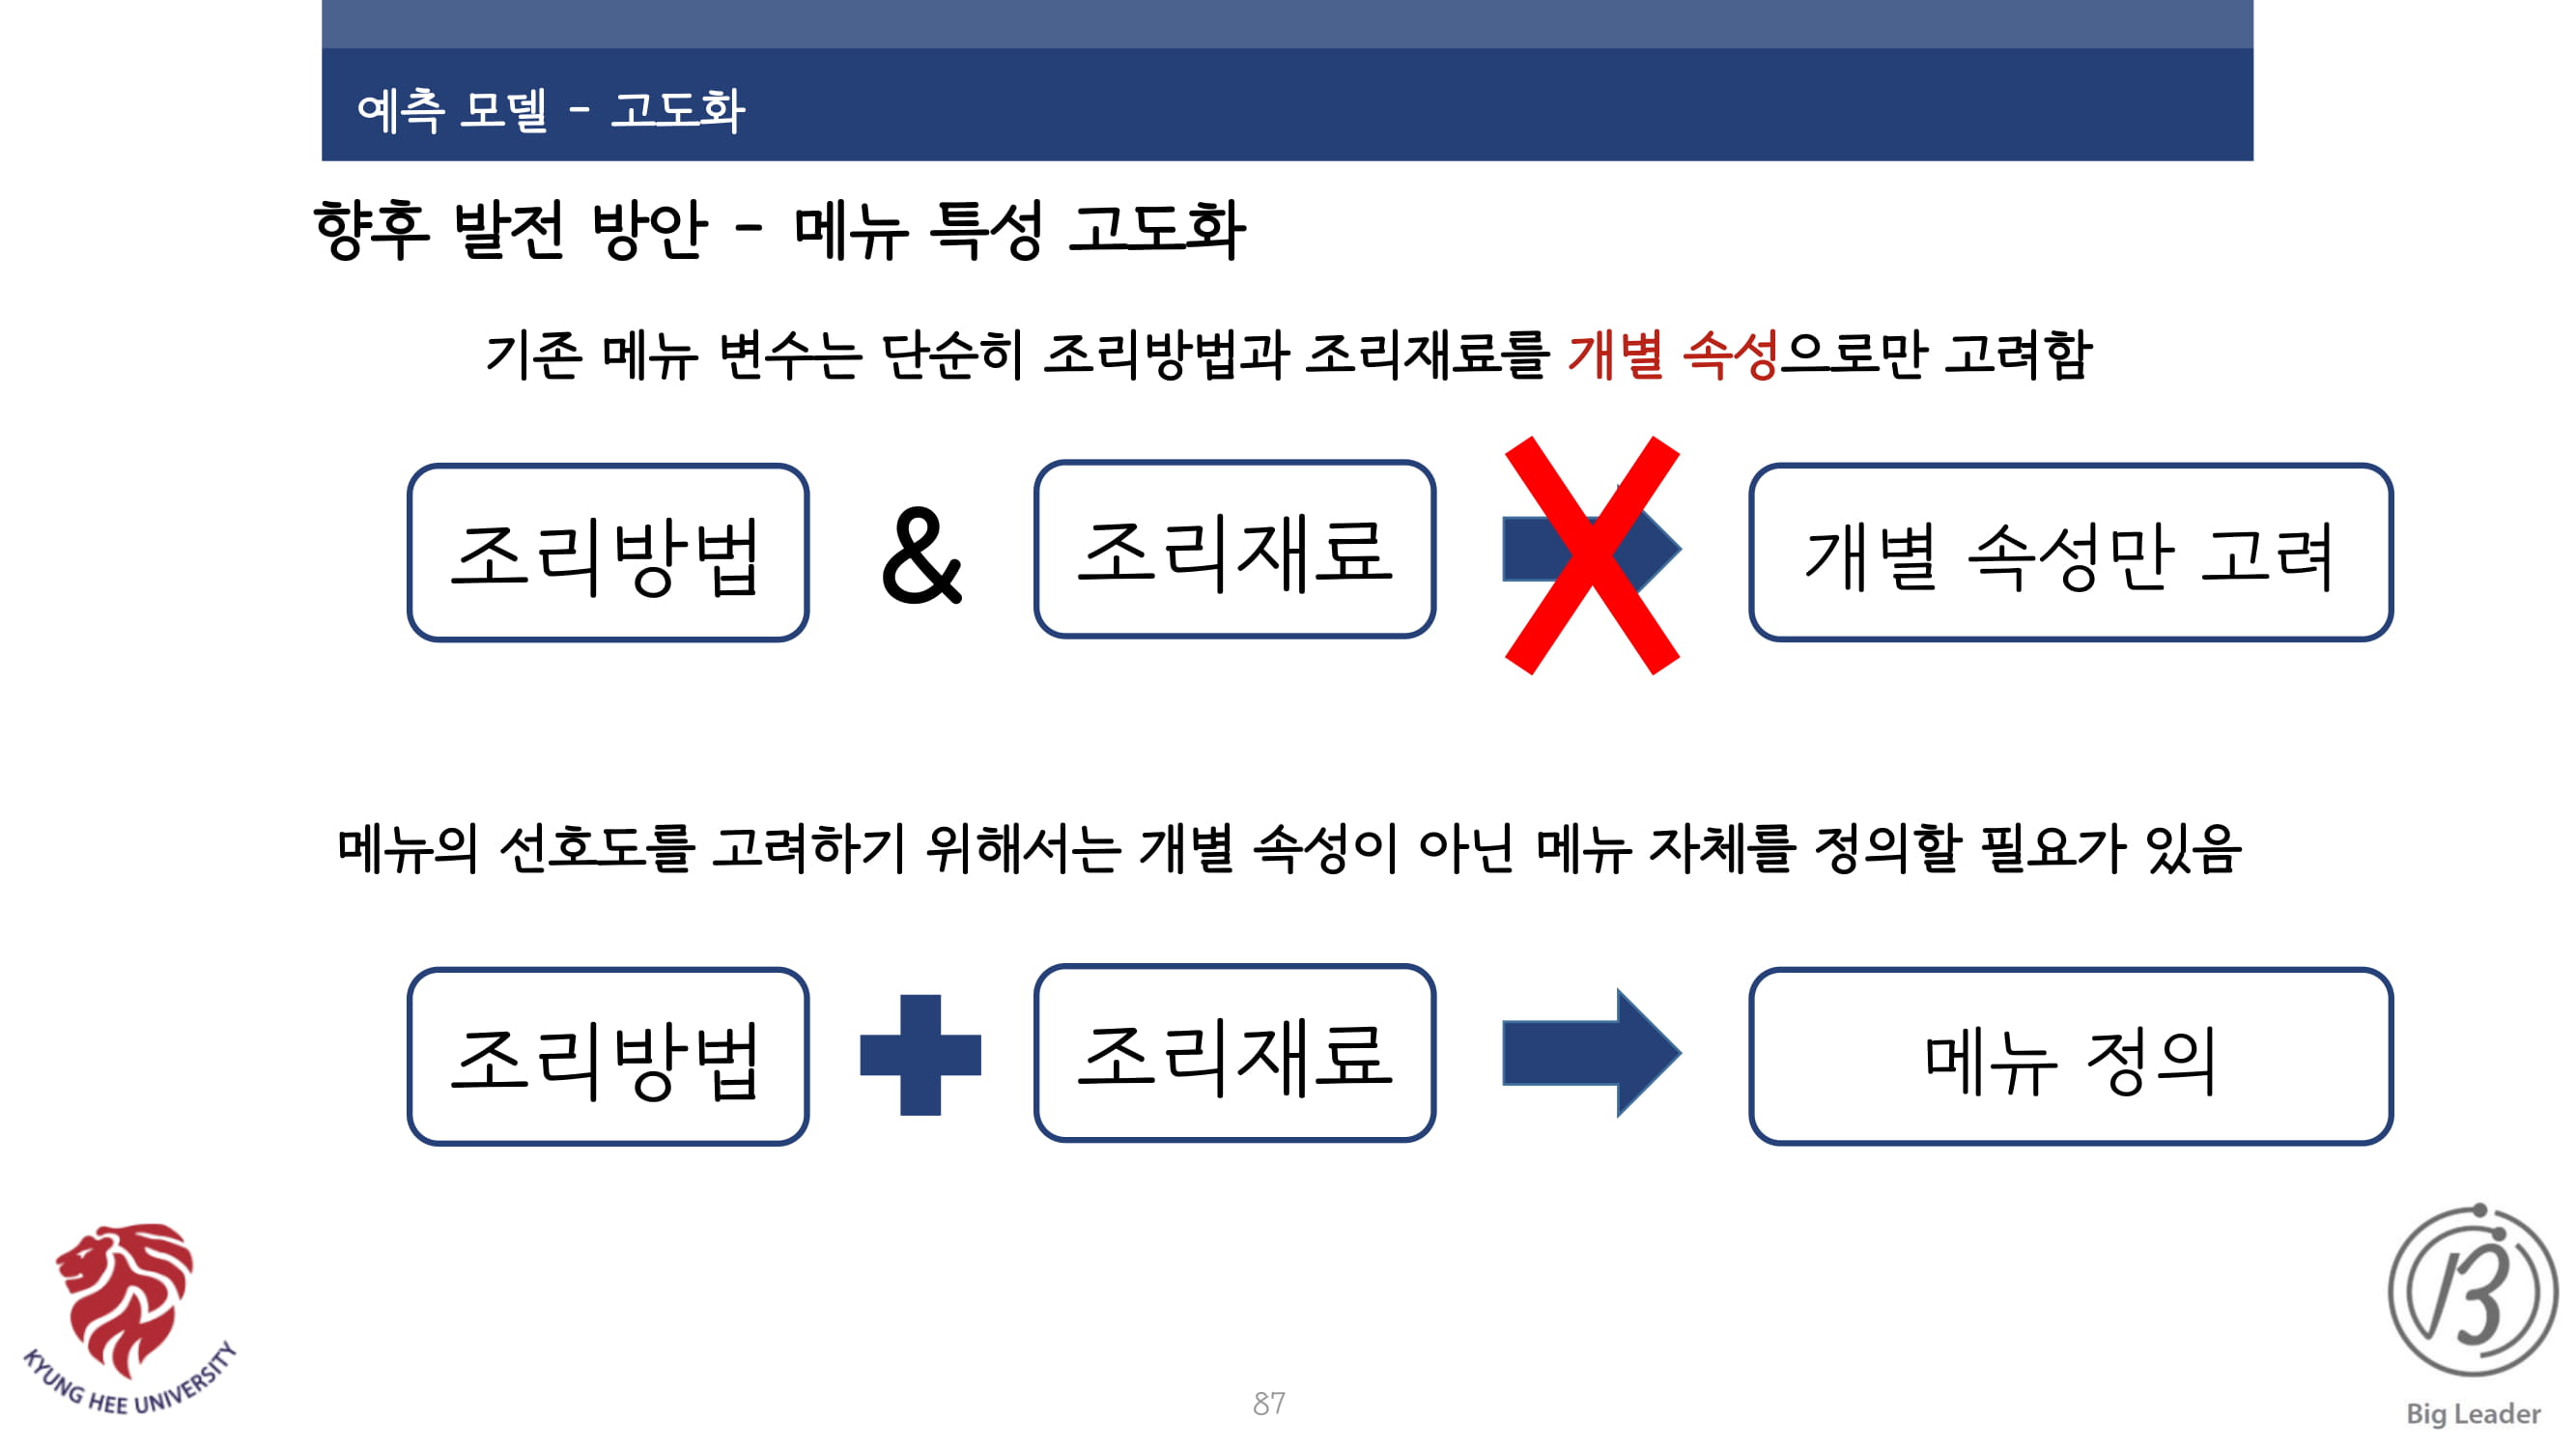 예측 모델 - 고도화
향후 발전 방안 - 메뉴 특성 고도화
기존 메뉴 변수는 단순히 조리방법과 조리재료를 개별 속성으로만 고려함
조리방법 & 조리재료 개별 속성만 고려
메뉴의 선호도를 고려하기 위해서는 개별 속성이 아닌 메뉴 자체를 정의할 필요가 있음
조리방법 조리재료 메뉴 정의
KYUNG HEE UNIVERSITY
87
Big Leader